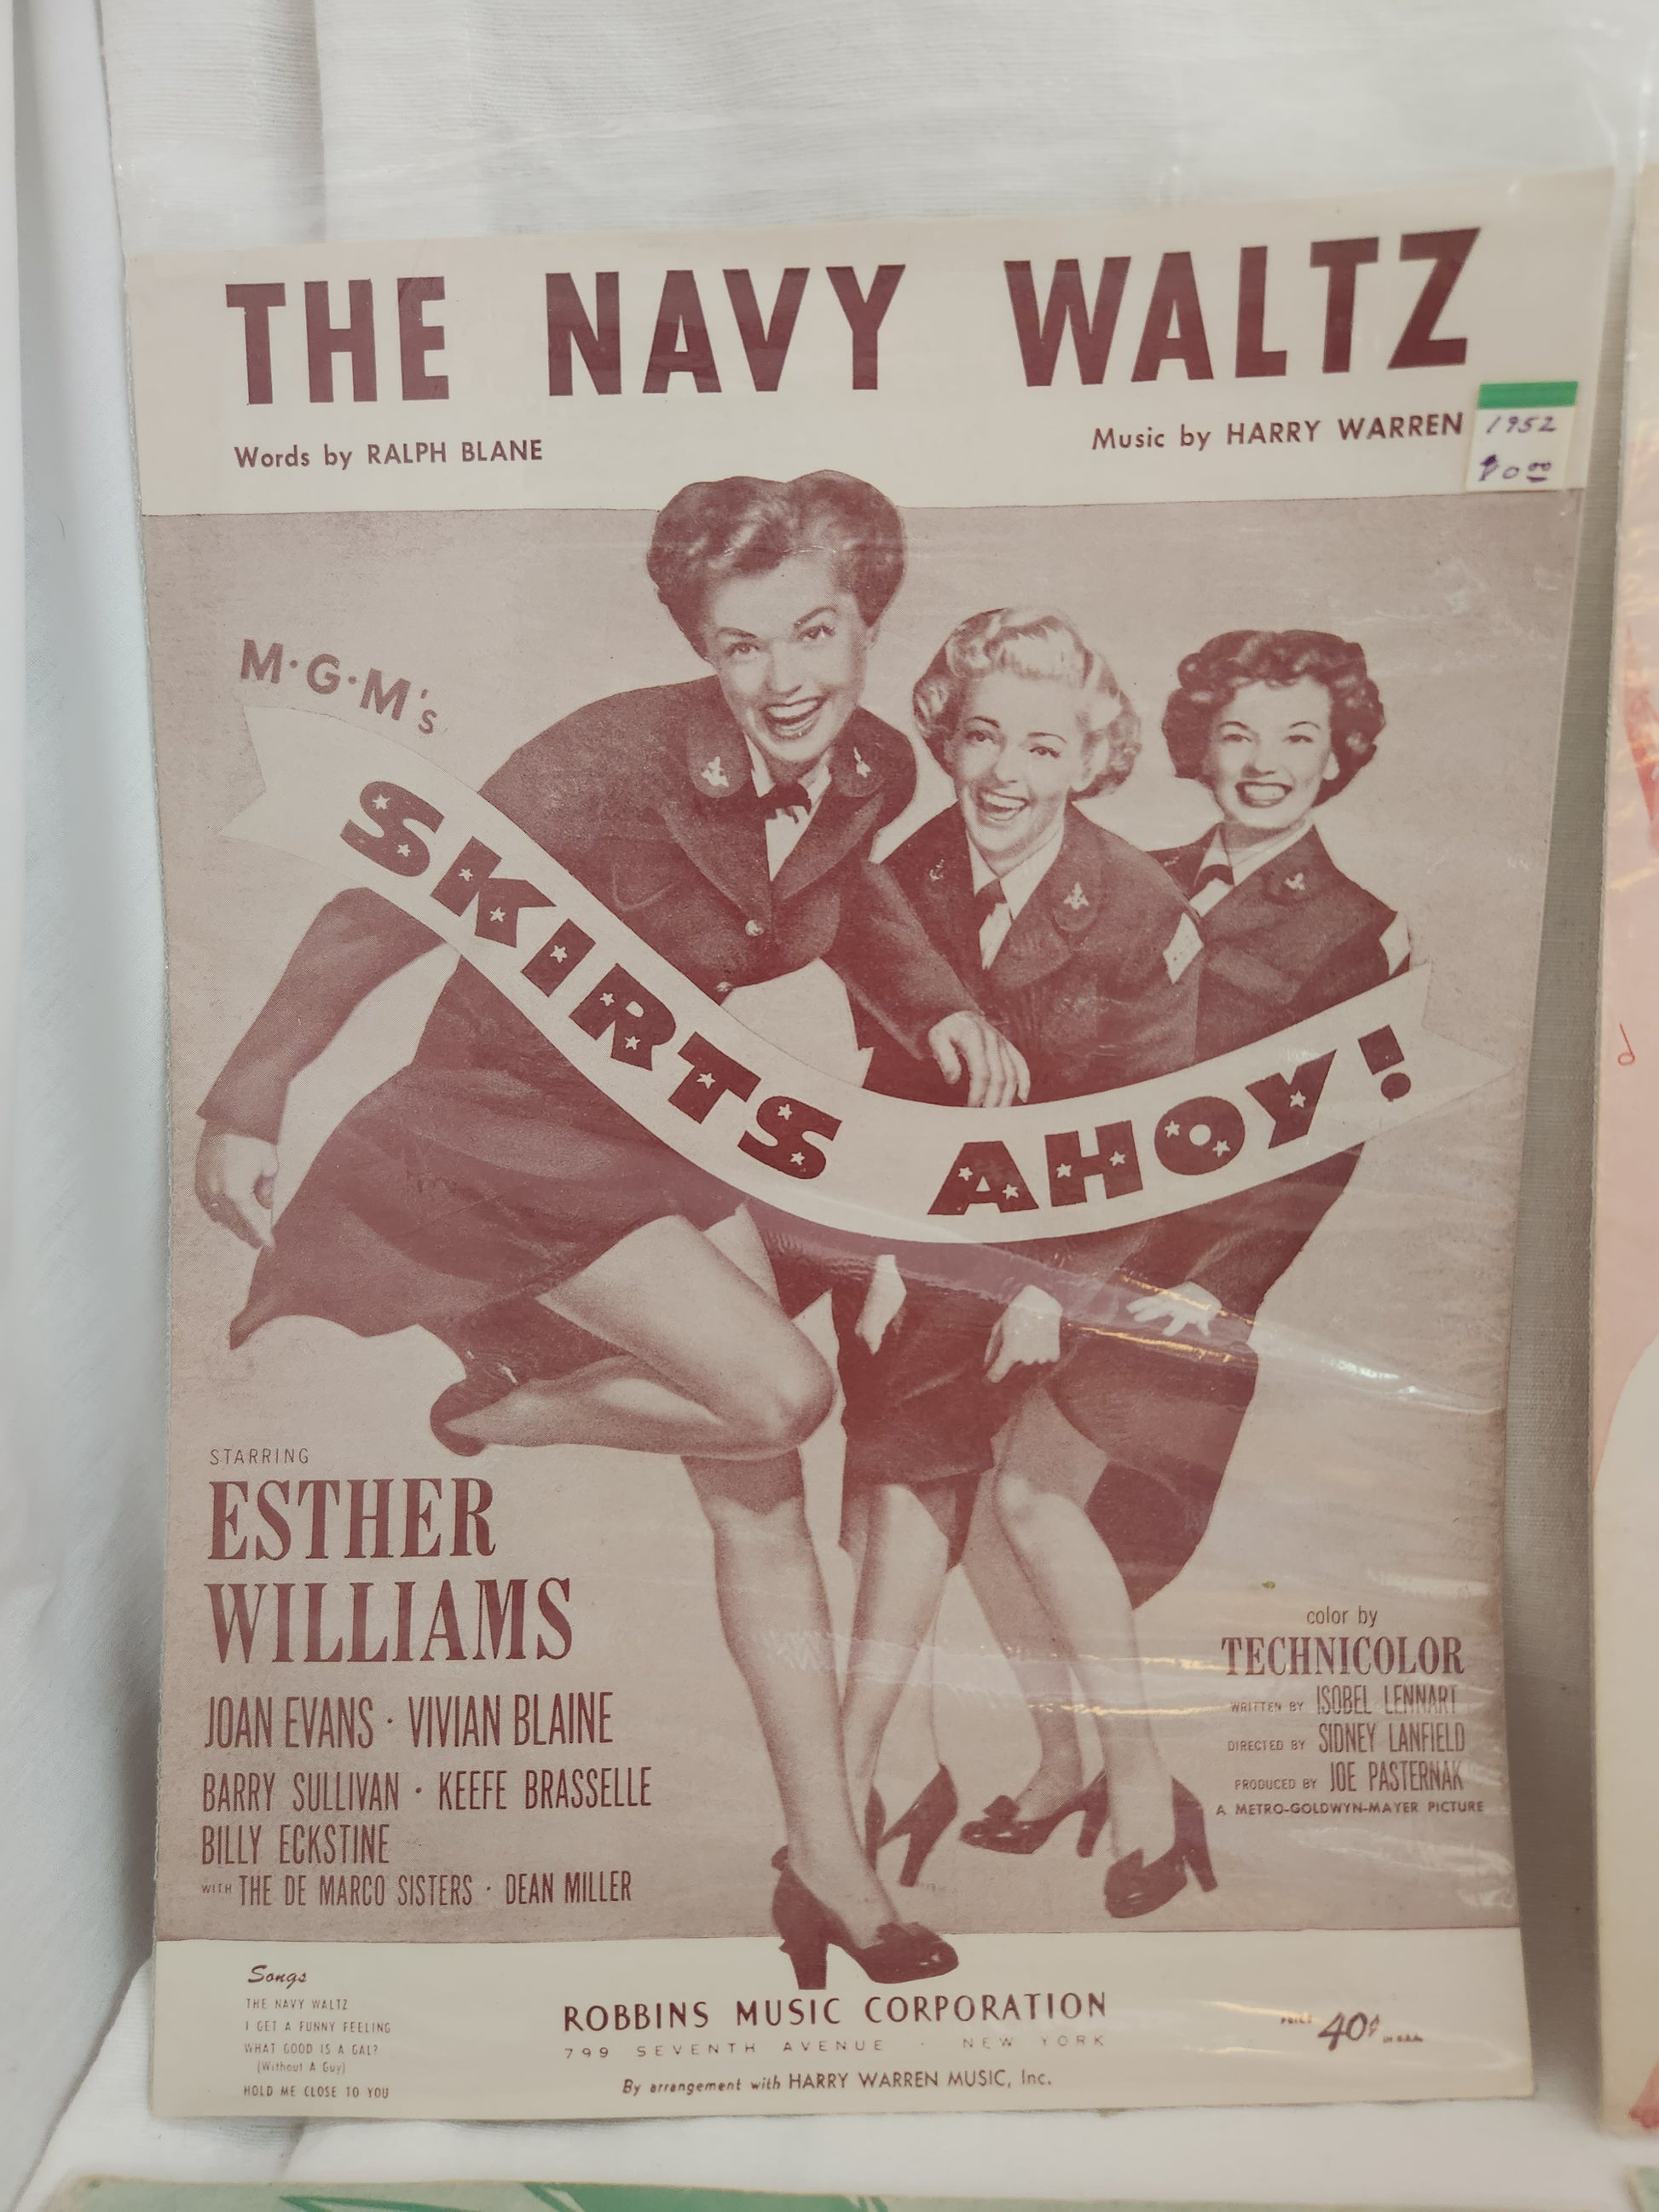 THE NAVY WALTZ
Words by RALPH BLANE
Music by HARRY WARREN
1952
M·G·M's
SKIRTS AHOY!
STARRING
ESTHER
WILLIAMS
JOAN EVANS · VIVIAN BLAINE
BARRY SULLIVAN · KEEFE BRASSELLE
BILLY ECKSTINE
WITH THE DE MARCO SISTERS · DEAN MILLER
color by
TECHNICOLOR
WRITTEN BY ISOBEL LENNART
DIRECTED BY SIDNEY LANFIELD
PRODUCED BY JOE PASTERNAK
A METRO-GOLDWYN-MAYER PICTURE
Songs
THE NAVY WALTZ
I GET A FUNNY FEELING
WHAT GOOD IS A GAL?
(Without A Guy)
HOLD ME CLOSE TO YOU
ROBBINS MUSIC CORPORATION
799 SEVENTH AVENUE · NEW YORK
By arrangement with HARRY WARREN MUSIC, Inc.
40¢